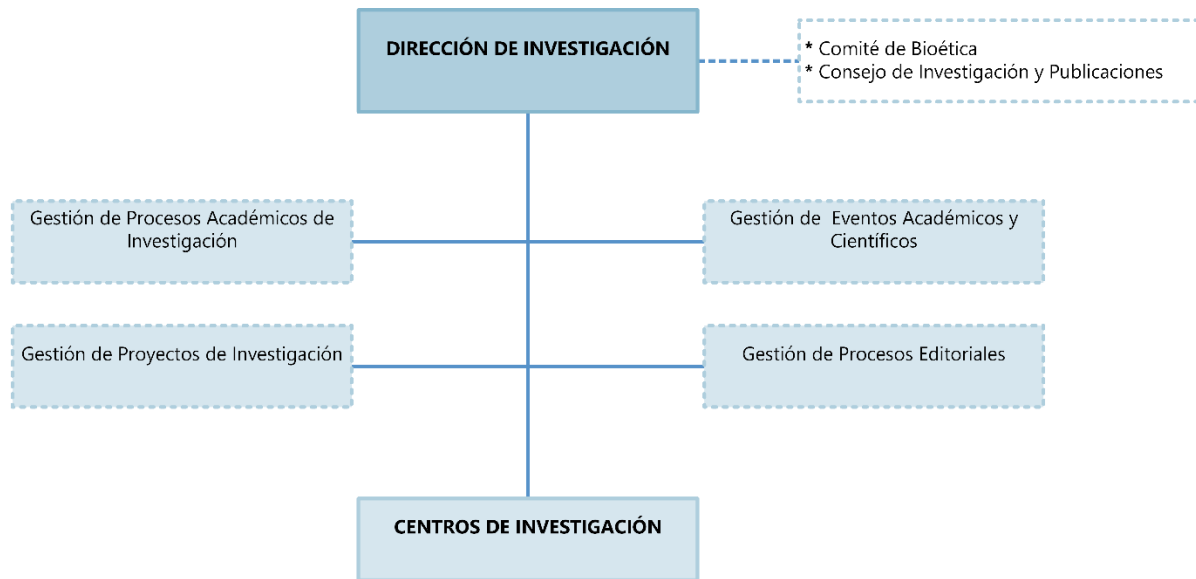 DIRECCIÓN DE INVESTIGACIÓN
* Comité de Bioética
* Consejo de Investigación y Publicaciones
Gestión de Procesos Académicos de
Investigación
Gestión de  Eventos Académicos y
Científicos
Gestión de Proyectos de Investigación
Gestión de Procesos Editoriales
CENTROS DE INVESTIGACIÓN